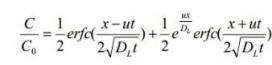 C/C₀ = 1/2 erfc((x − ut)/(2√(D_L t))) + 1/2 e^(ux/D_L) erfc((x + ut)/(2√(D_L t)))